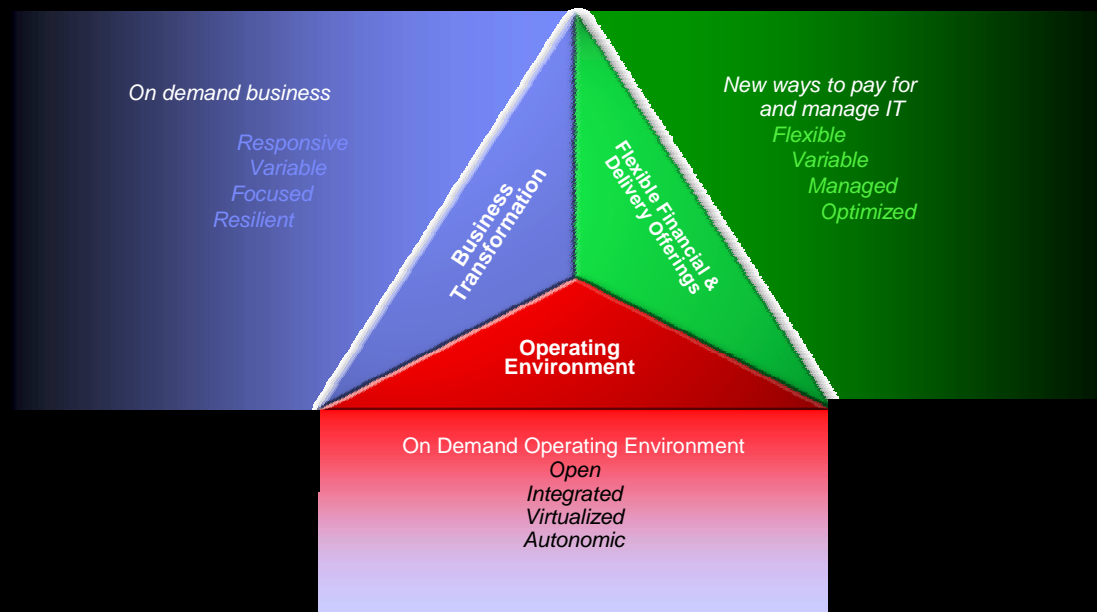 On demand business
Responsive
Variable
Focused
Resilient
Business
Transformation
Flexible Financial &
Delivery Offerings
New ways to pay for
and manage IT
Flexible
Variable
Managed
Optimized
Operating
Environment
On Demand Operating Environment
Open
Integrated
Virtualized
Autonomic